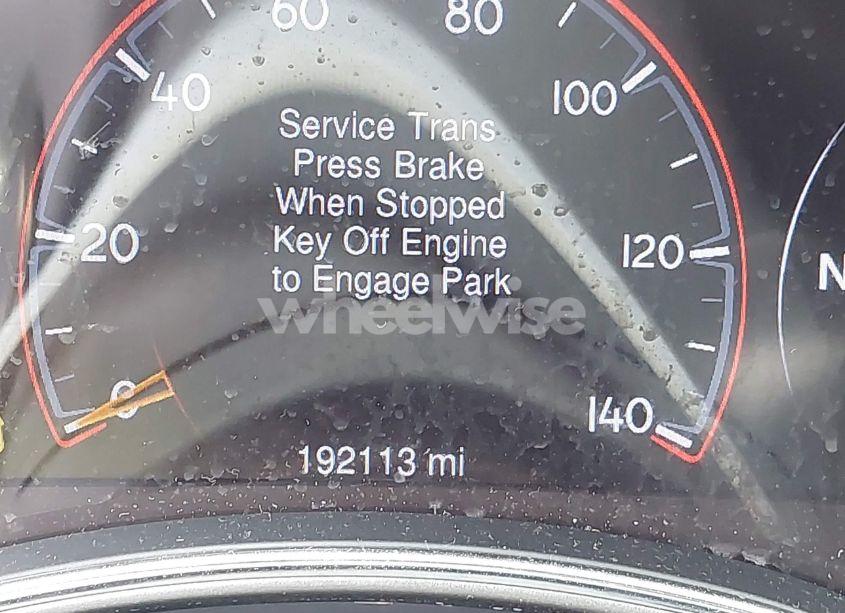 60 80
40 100
Service Trans
Press Brake
When Stopped
20 Key Off Engine 120
to Engage Park
wheelwise
0 140
192113 mi
N